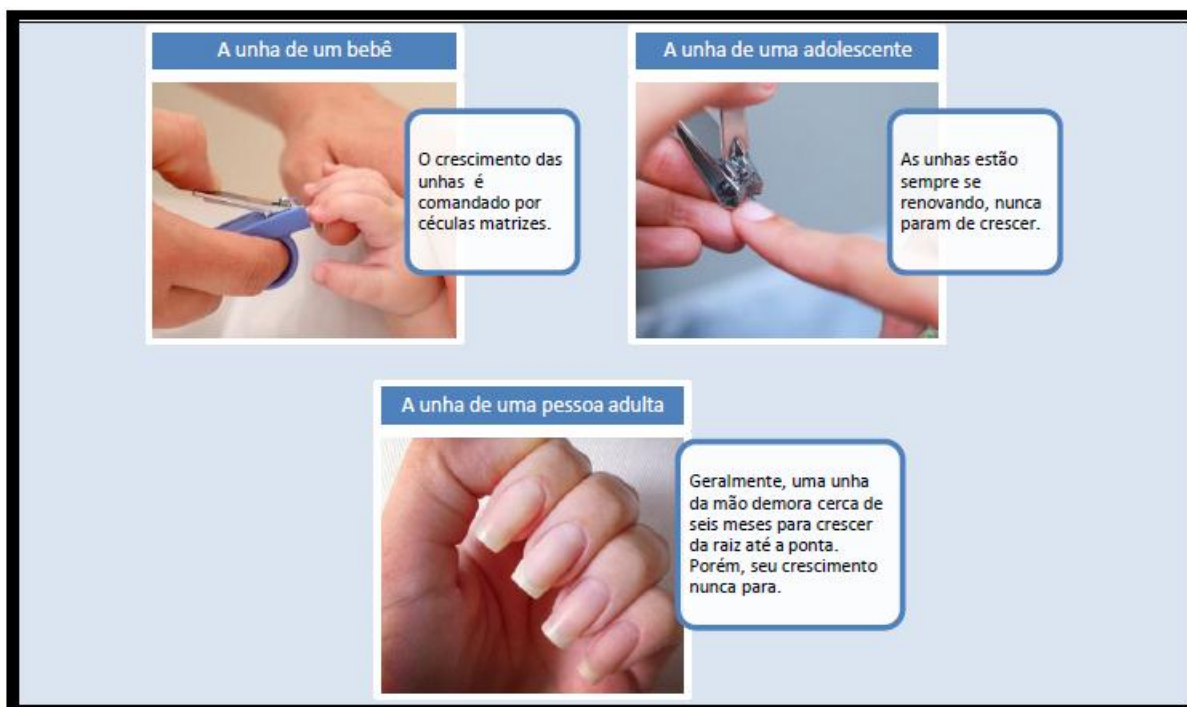 A unha de um bebê
O crescimento das
unhas é
comandado por
céculas matrizes.
A unha de uma adolescente
As unhas estão
sempre se
renovando, nunca
param de crescer.
A unha de uma pessoa adulta
Geralmente, uma unha
da mão demora cerca de
seis meses para crescer
da raiz até a ponta.
Porém, seu crescimento
nunca para.